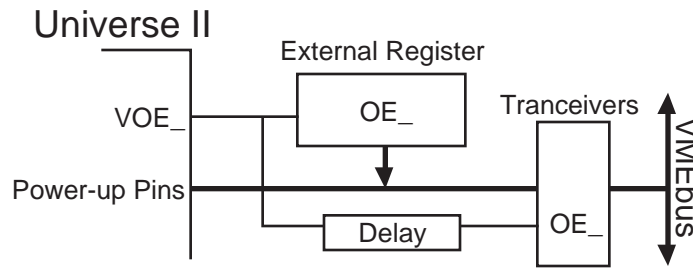 Universe II
External Register
OE_
Tranceivers
VOE_
Power-up Pins
OE_
Delay
VMEbus